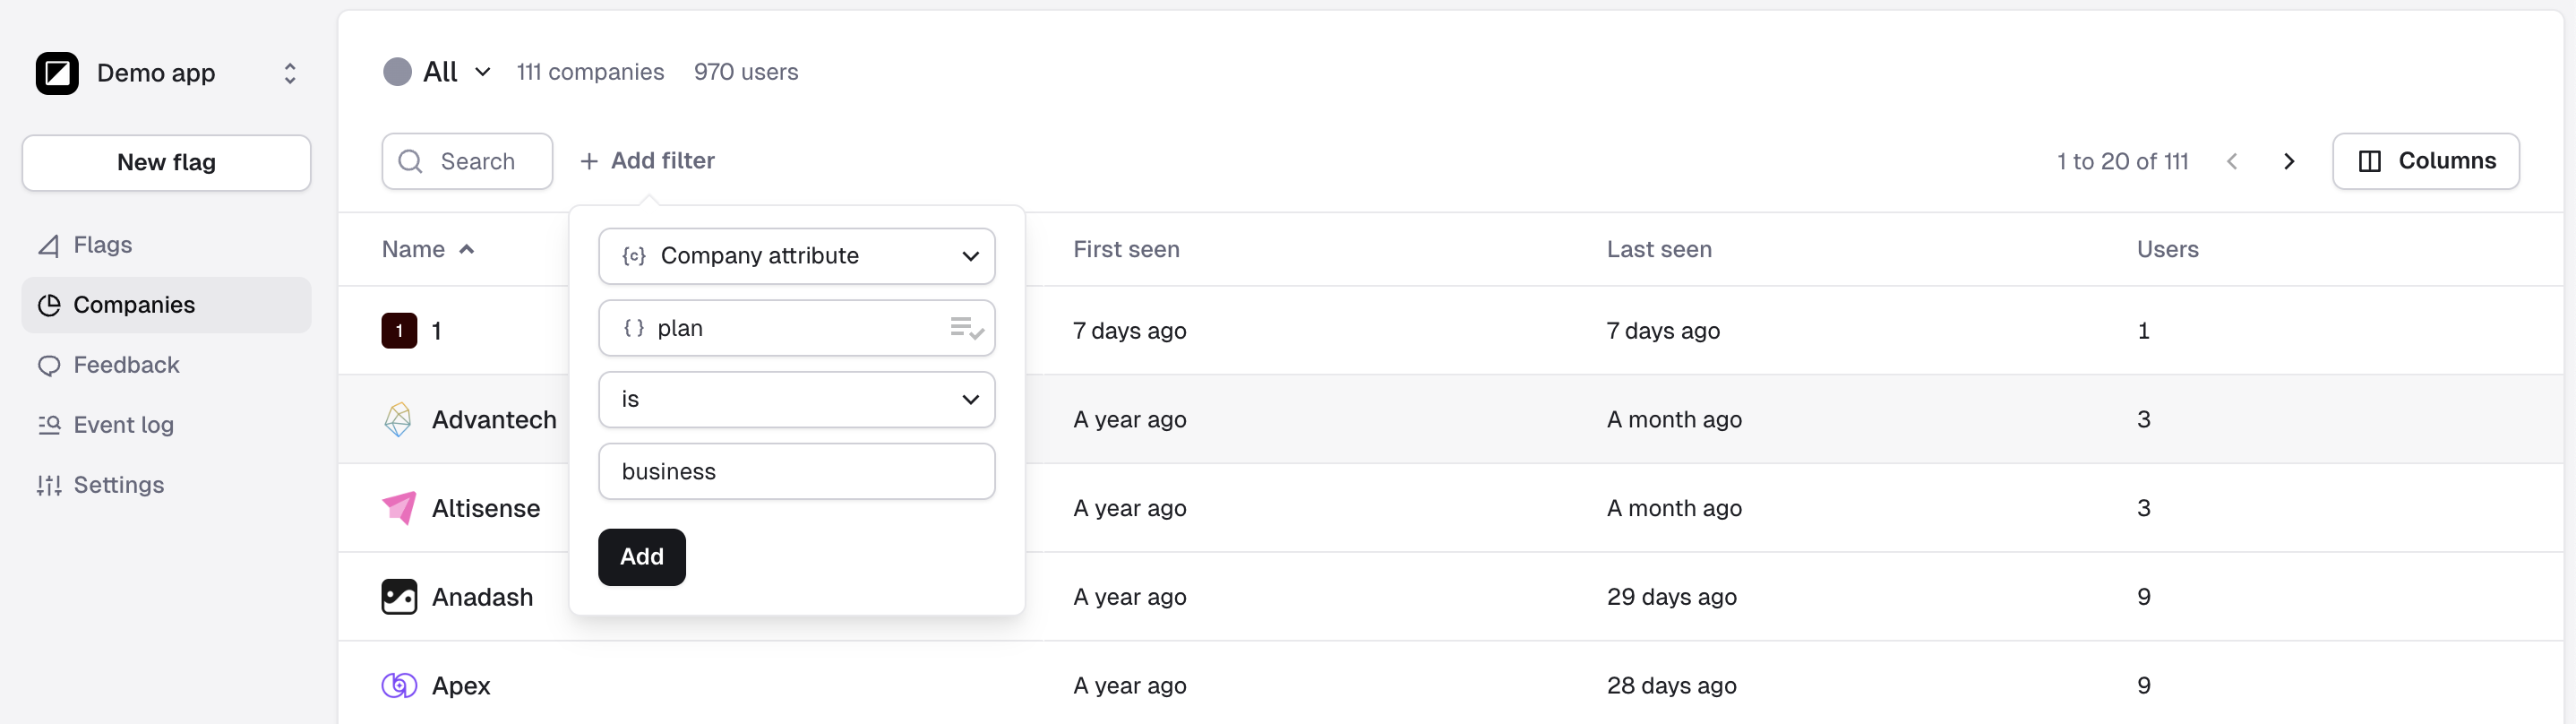 Demo app
New flag
Flags
Companies
Feedback
Event log
Settings
All 111 companies 970 users
Search + Add filter 1 to 20 of 111 Columns
Name First seen Last seen Users
{c} Company attribute
{ } plan
is
business
Add
1 1 7 days ago 7 days ago 1
Advantech A year ago A month ago 3
Altisense A year ago A month ago 3
Anadash A year ago 29 days ago 9
Apex A year ago 28 days ago 9